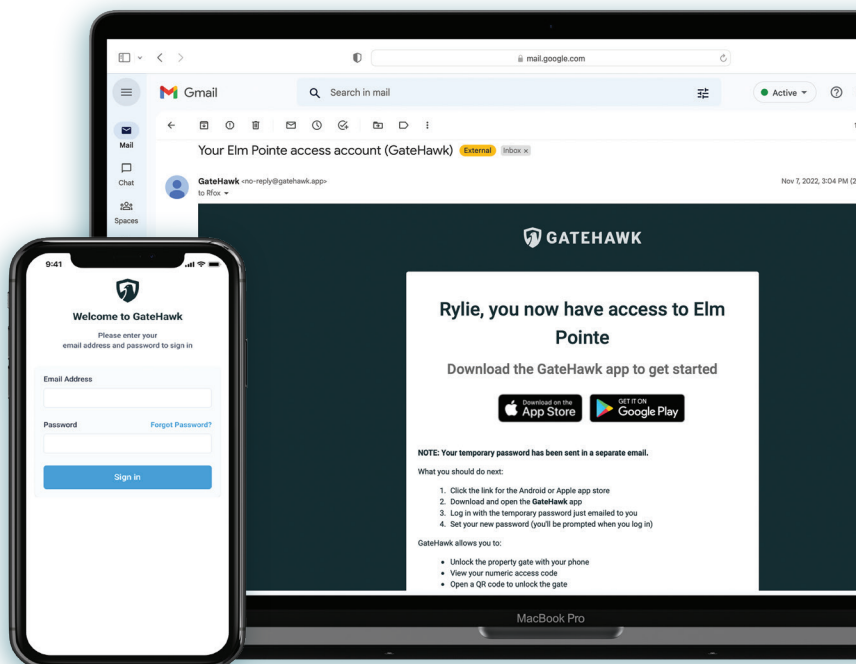 mail.google.com
Gmail
Search in mail
Active
Mail
Your Elm Pointe access account (GateHawk) External Inbox x
Chat
GateHawk <no-reply@gatehawk.app>
Nov 7, 2022, 3:04 PM (2
to Rfox
Spaces
GATEHAWK
Rylie, you now have access to Elm
Pointe
Download the GateHawk app to get started
Download on the
App Store
GET IT ON
Google Play
NOTE: Your temporary password has been sent in a separate email.
What you should do next:
1. Click the link for the Android or Apple app store
2. Download and open the GateHawk app
3. Log in with the temporary password just emailed to you
4. Set your new password (you'll be prompted when you log in)
GateHawk allows you to:
• Unlock the property gate with your phone
• View your numeric access code
• Open a QR code to unlock the gate
MacBook Pro
9:41
Welcome to GateHawk
Please enter your
email address and password to sign in
Email Address
Password Forgot Password?
Sign in